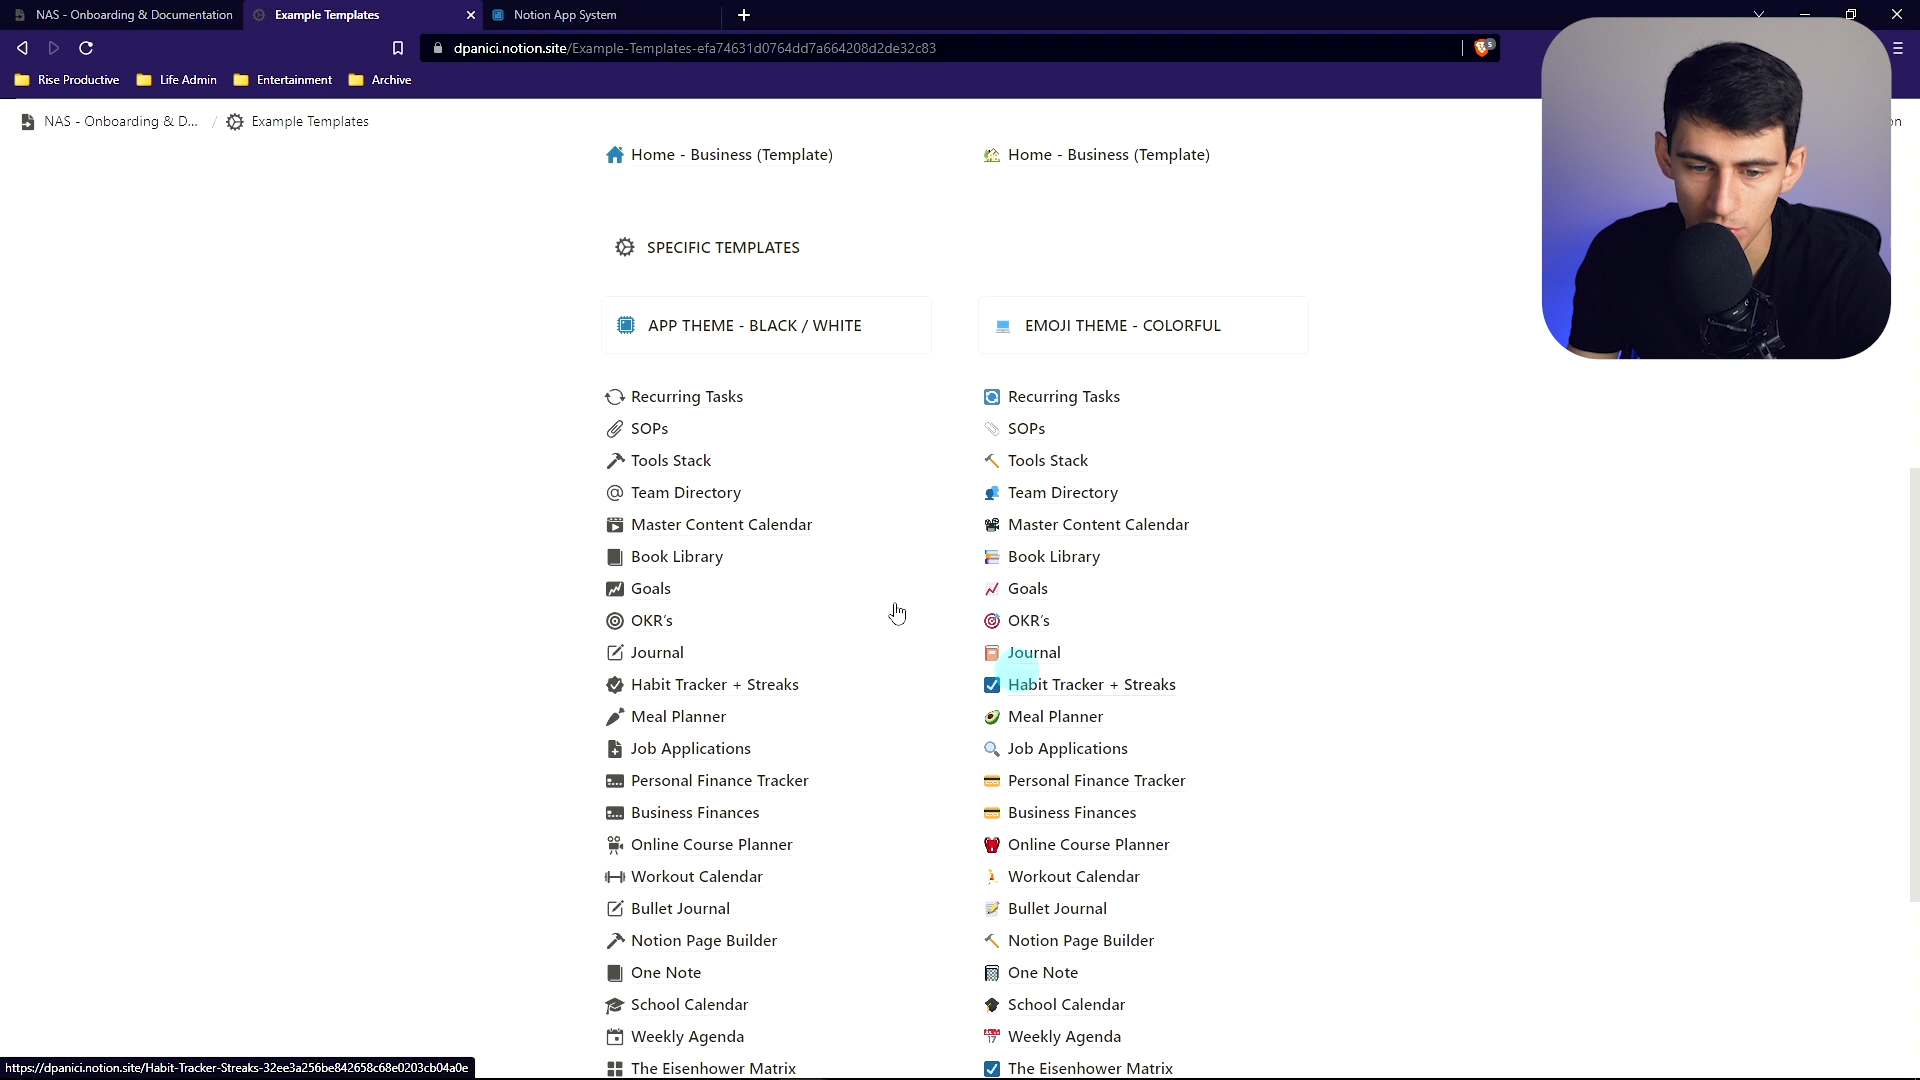 NAS - Onboarding & Documentation
Example Templates
Notion App System
dpanici.notion.site/Example-Templates-efa74631d0764dd7a664208d2de32c83
5
Rise Productive
Life Admin
Entertainment
Archive
NAS - Onboarding & D... / Example Templates
on
Home - Business (Template)
Home - Business (Template)
SPECIFIC TEMPLATES
APP THEME - BLACK / WHITE
Recurring Tasks
SOPs
Tools Stack
Team Directory
Master Content Calendar
Book Library
Goals
OKR's
Journal
Habit Tracker + Streaks
Meal Planner
Job Applications
Personal Finance Tracker
Business Finances
Online Course Planner
Workout Calendar
Bullet Journal
Notion Page Builder
One Note
School Calendar
Weekly Agenda
The Eisenhower Matrix
EMOJI THEME - COLORFUL
Recurring Tasks
SOPs
Tools Stack
Team Directory
Master Content Calendar
Book Library
Goals
OKR's
Journal
Habit Tracker + Streaks
Meal Planner
Job Applications
Personal Finance Tracker
Business Finances
Online Course Planner
Workout Calendar
Bullet Journal
Notion Page Builder
One Note
School Calendar
Weekly Agenda
The Eisenhower Matrix
https://dpanici.notion.site/Habit-Tracker-Streaks-32ee3a256be842658c68e0203cb04a0e